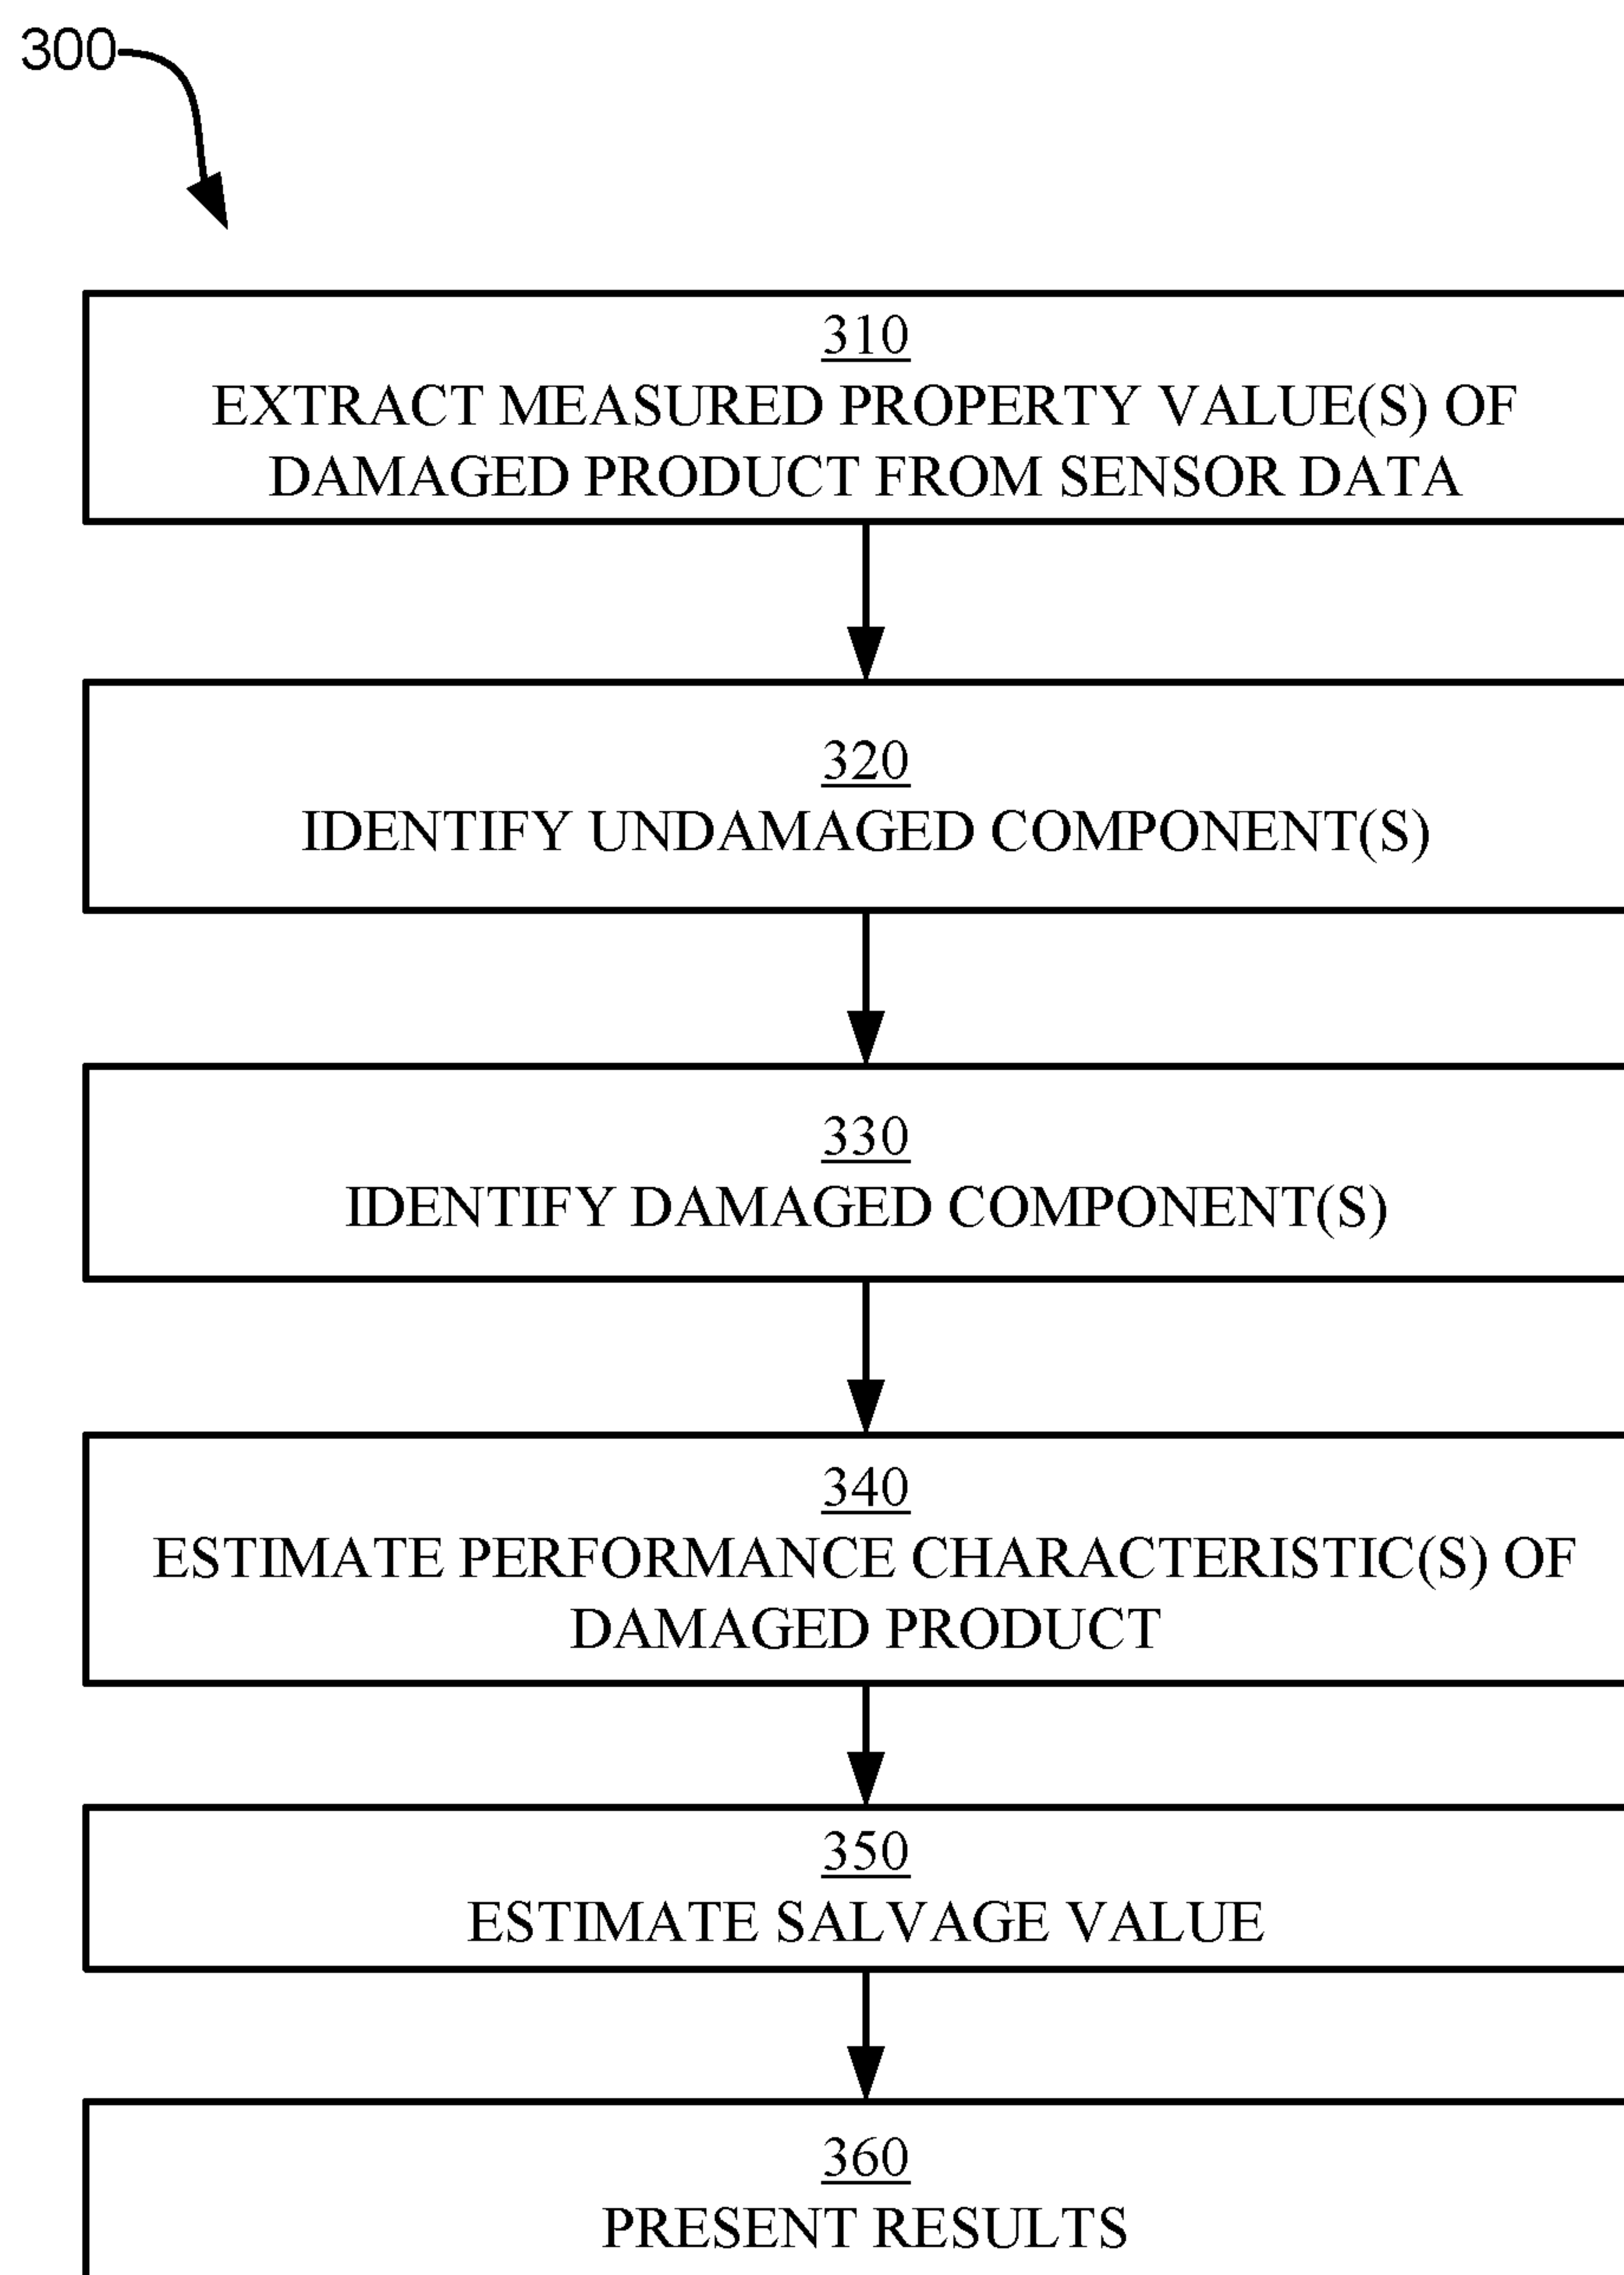 300
310
EXTRACT MEASURED PROPERTY VALUE(S) OF
DAMAGED PRODUCT FROM SENSOR DATA
320
IDENTIFY UNDAMAGED COMPONENT(S)
330
IDENTIFY DAMAGED COMPONENT(S)
340
ESTIMATE PERFORMANCE CHARACTERISTIC(S) OF
DAMAGED PRODUCT
350
ESTIMATE SALVAGE VALUE
360
PRESENT RESULTS